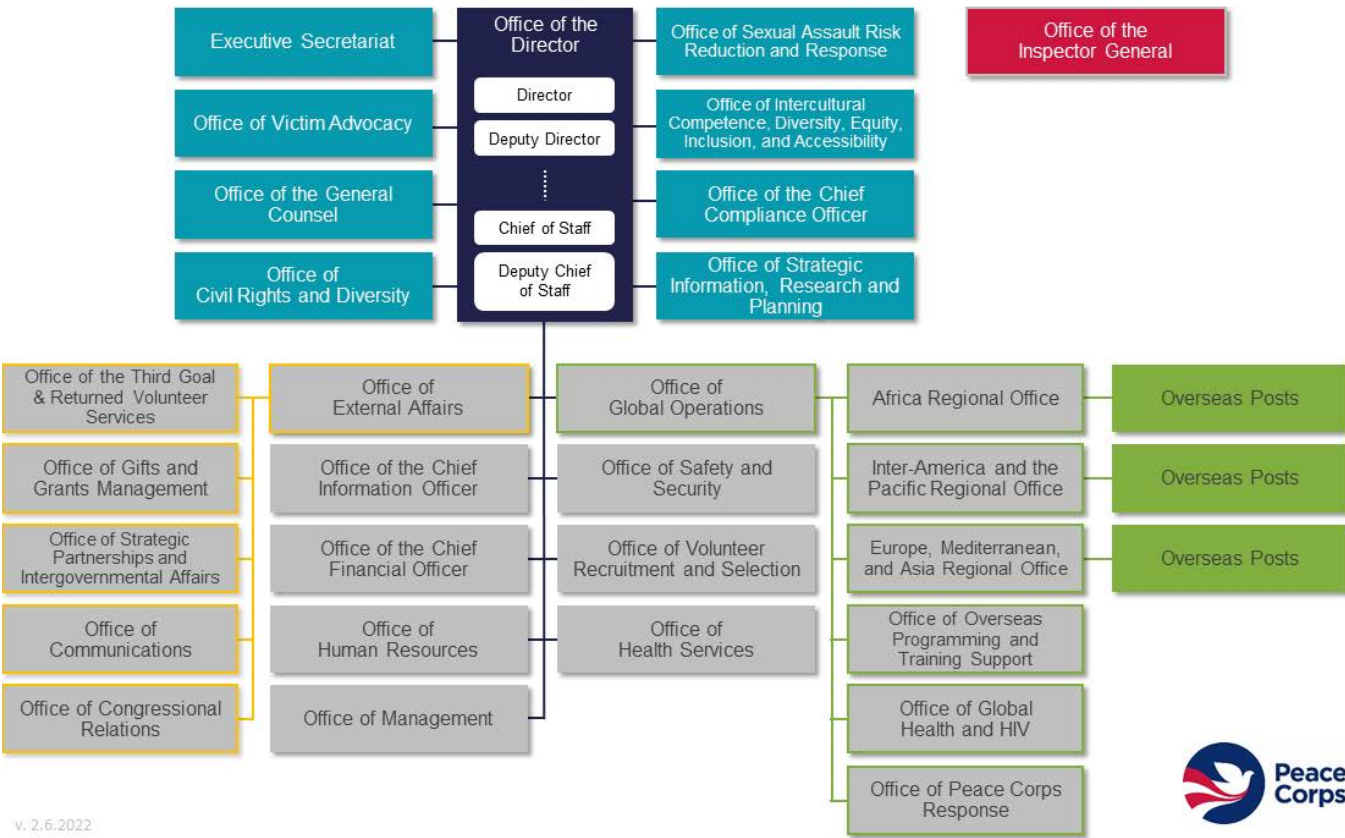 Executive Secretariat
Office of the
Director
Office of Sexual Assault Risk
Reduction and Response
Office of the
Inspector General
Director
Deputy Director
Chief of Staff
Deputy Chief
of Staff
Office of Victim Advocacy
Office of Intercultural
Competence, Diversity, Equity,
Inclusion, and Accessibility
Office of the General
Counsel
Office of the Chief
Compliance Officer
Office of
Civil Rights and Diversity
Office of Strategic
Information, Research and
Planning
Office of the Third Goal
& Returned Volunteer
Services
Office of
External Affairs
Office of
Global Operations
Africa Regional Office
Overseas Posts
Office of Gifts and
Grants Management
Office of the Chief
Information Officer
Office of Safety and
Security
Inter-America and the
Pacific Regional Office
Overseas Posts
Office of Strategic
Partnerships and
Intergovernmental Affairs
Office of the Chief
Financial Officer
Office of Volunteer
Recruitment and Selection
Europe, Mediterranean,
and Asia Regional Office
Overseas Posts
Office of
Communications
Office of
Human Resources
Office of
Health Services
Office of Overseas
Programming and
Training Support
Office of Congressional
Relations
Office of Management
Office of Global
Health and HIV
Office of Peace Corps
Response
Peace
Corps
v. 2.6.2022